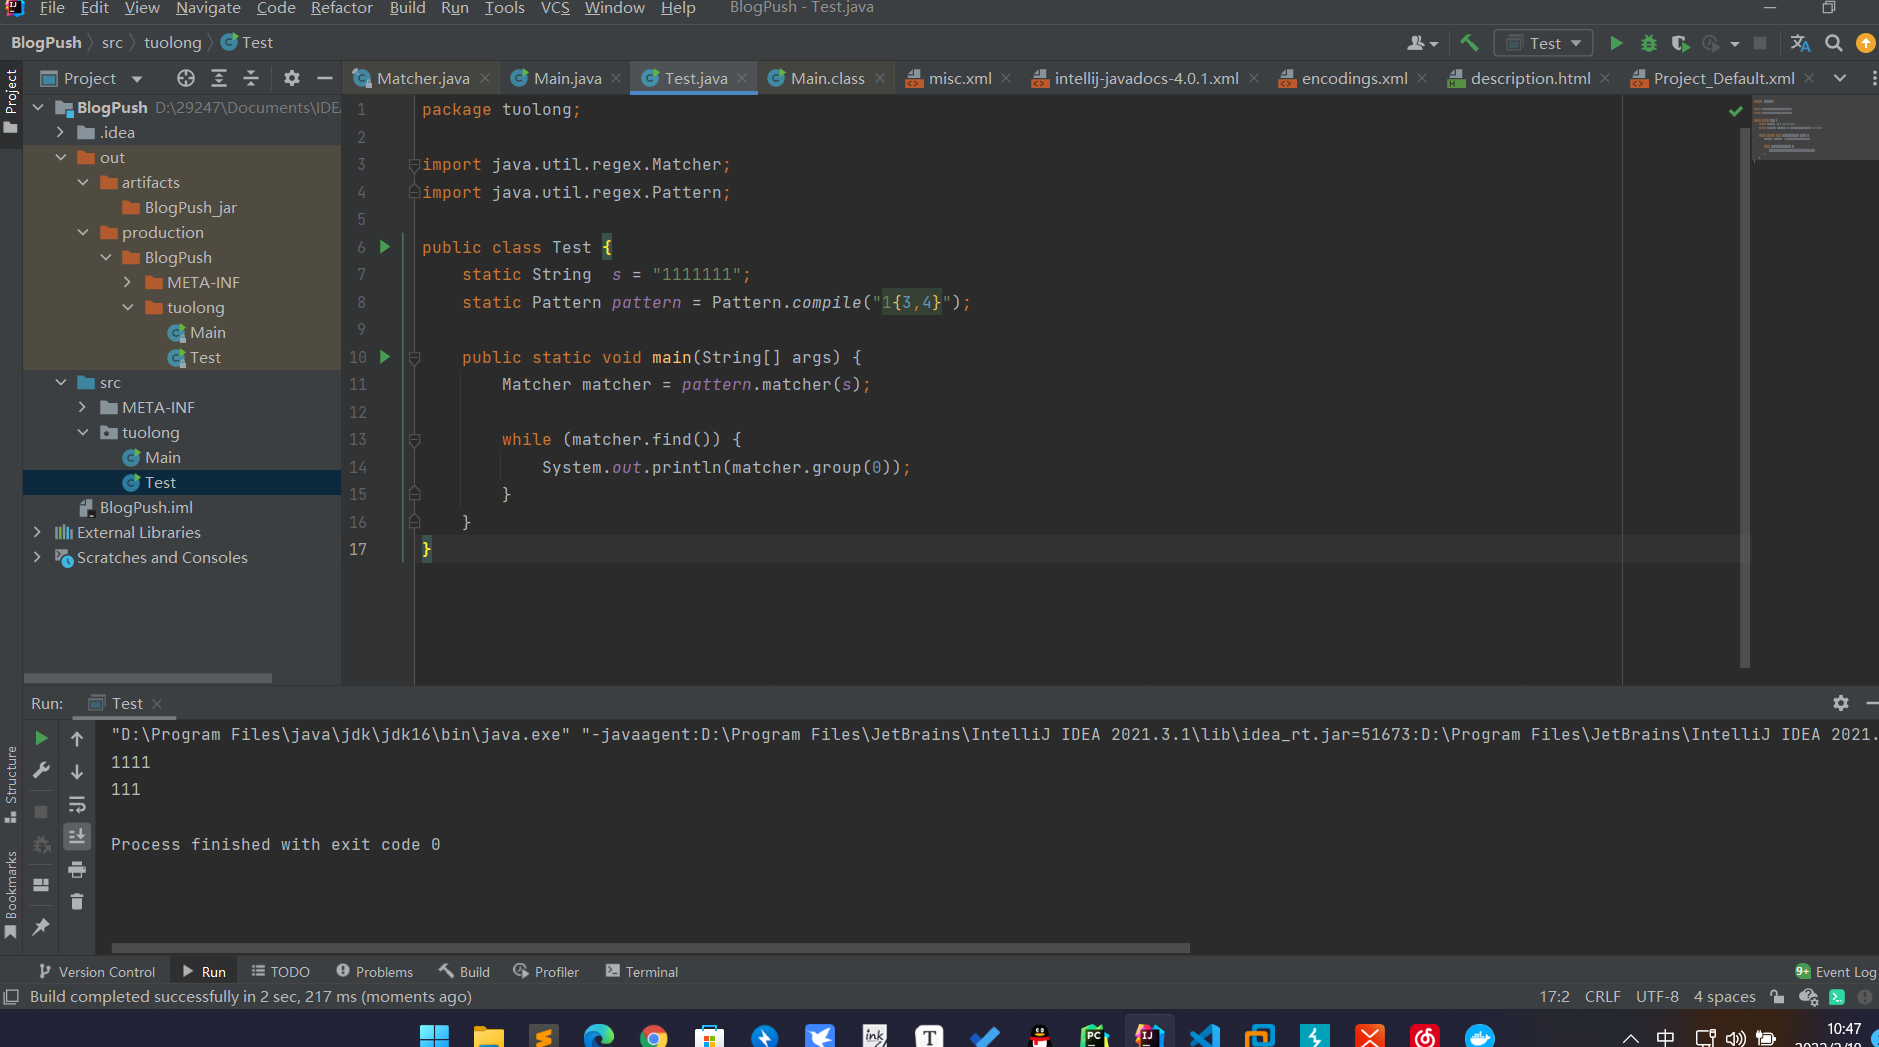 File Edit View Navigate Code Refactor Build Run Tools VCS Window Help BlogPush - Test.java
BlogPush src tuolong Test
Test
Project
Matcher.java Main.java Test.java Main.class misc.xml intellij-javadocs-4.0.1.xml encodings.xml description.html Project_Default.xml
Project
BlogPush D:\29247\Documents\IDEA
.idea
out
artifacts
BlogPush_jar
production
BlogPush
META-INF
tuolong
Main
Test
src
META-INF
tuolong
Main
Test
BlogPush.iml
External Libraries
Scratches and Consoles
1 package tuolong;
2
3 import java.util.regex.Matcher;
4 import java.util.regex.Pattern;
5
6 public class Test {
7 static String  s = "1111111";
8 static Pattern pattern = Pattern.compile("1{3,4}");
9
10 public static void main(String[] args) {
11 Matcher matcher = pattern.matcher(s);
12
13 while (matcher.find()) {
14 System.out.println(matcher.group(0));
15 }
16 }
17 }
Run: Test
"D:\Program Files\java\jdk\jdk16\bin\java.exe" "-javaagent:D:\Program Files\JetBrains\IntelliJ IDEA 2021.3.1\lib\idea_rt.jar=51673:D:\Program Files\JetBrains\IntelliJ IDEA 2021.
1111
111
Process finished with exit code 0
Structure
Bookmarks
Version Control Run TODO Problems Build Profiler Terminal 9+ Event Log
Build completed successfully in 2 sec, 217 ms (moments ago) 17:2 CRLF UTF-8 4 spaces
ink T PC IJ 中 10:47